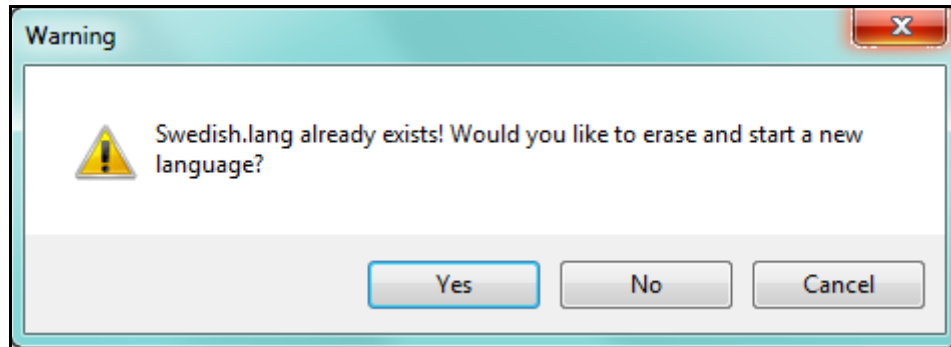 Warning
Swedish.lang already exists! Would you like to erase and start a new
language?
Yes
No
Cancel